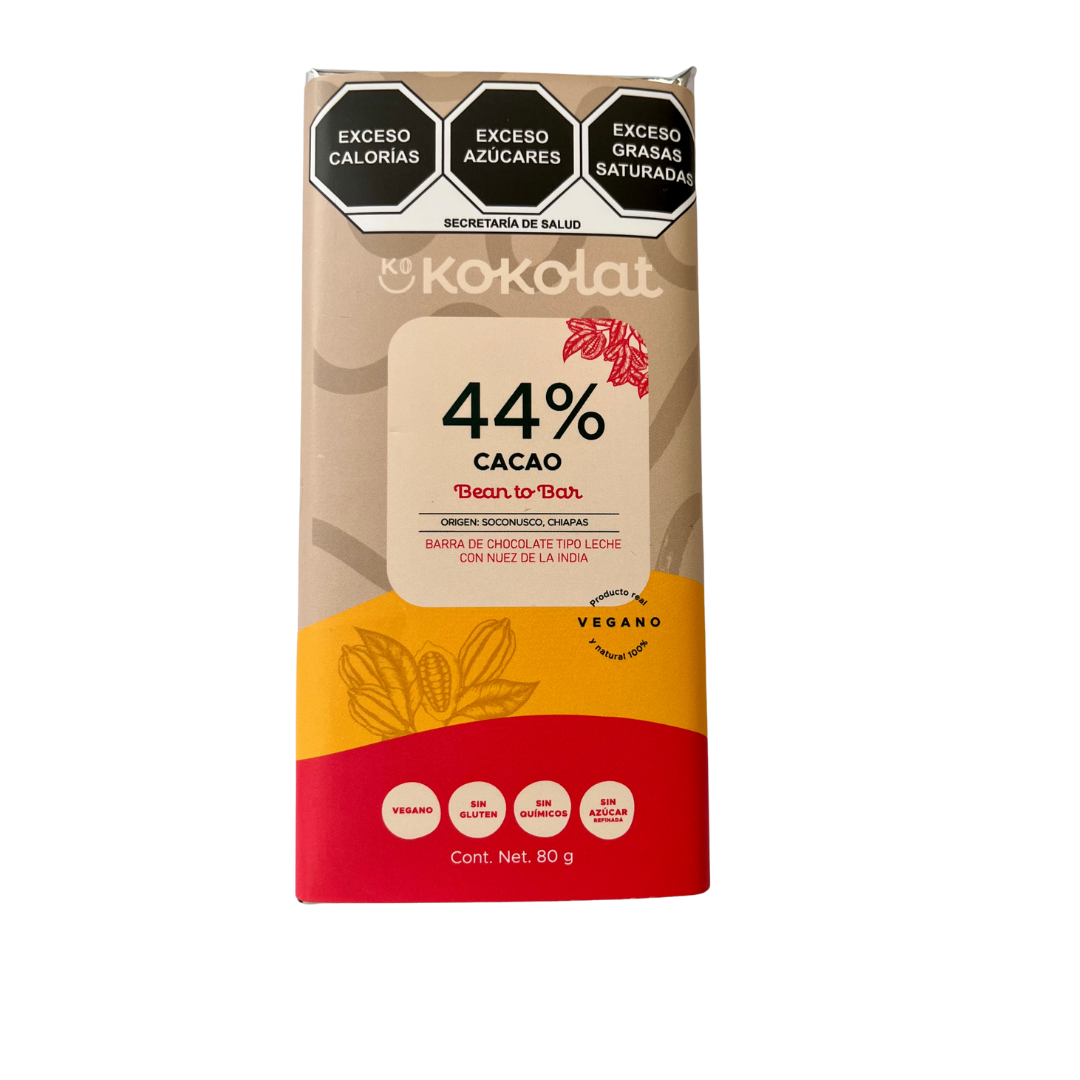 EXCESO
CALORÍAS
EXCESO
AZÚCARES
EXCESO
GRASAS
SATURADAS
SECRETARÍA DE SALUD
KO kokolat
44%
CACAO
Bean to Bar
ORIGEN: SOCONUSCO, CHIAPAS
BARRA DE CHOCOLATE TIPO LECHE
CON NUEZ DE LA INDIA
Producto real
VEGANO
y natural 100%
VEGANO
SIN
GLUTEN
SIN
QUÍMICOS
SIN
AZÚCAR
REFINADA
Cont. Net. 80 g